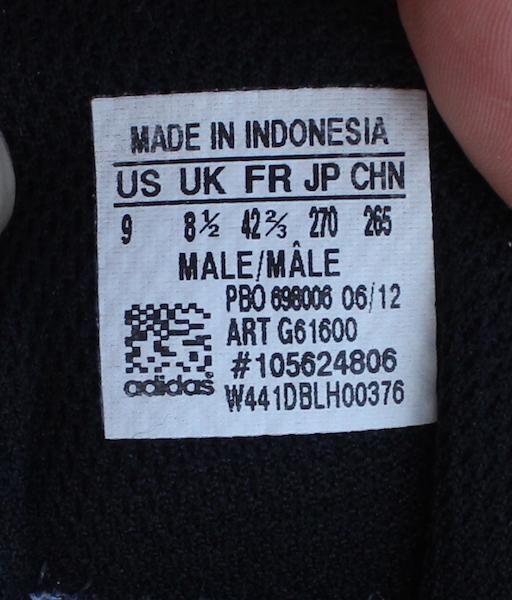 MADE IN INDONESIA
US UK FR JP CHN
9 8½ 42⅔ 270 265
MALE/MÂLE
PBO 698006 06/12
ART G61600
#105624806
adidas W441DBLH00376